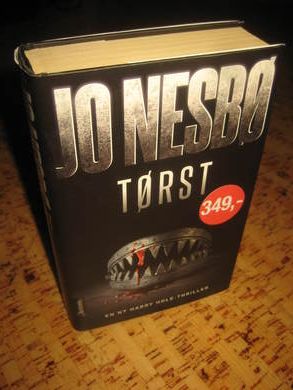 JO NESBØ
TØRST
349,-
EN NY HARRY HOLE-THRILLER